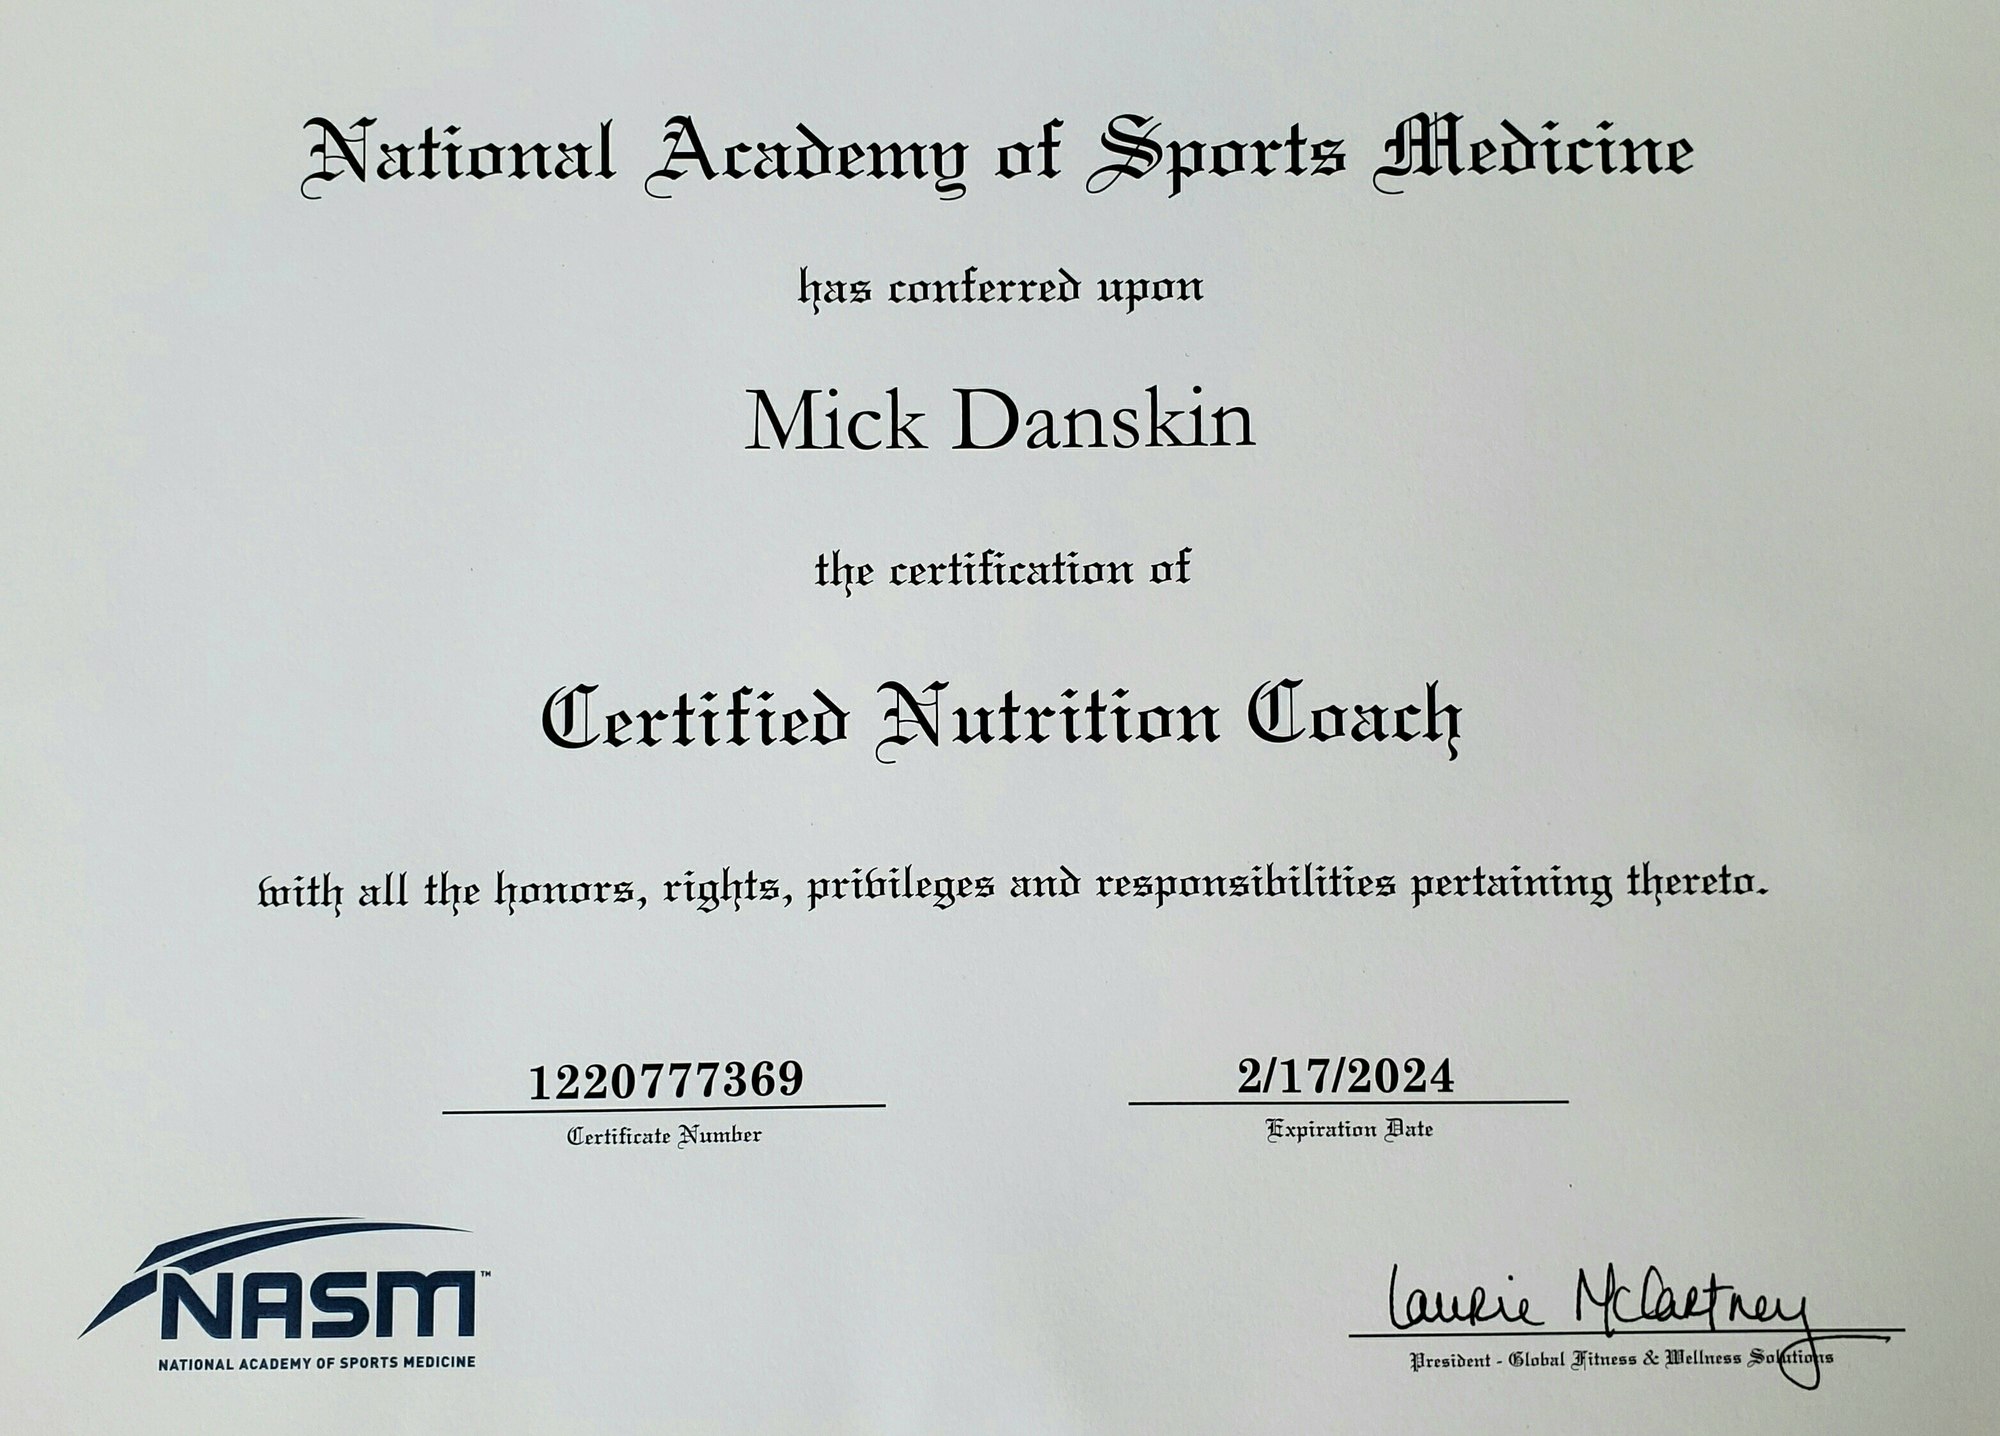 National Academy of Sports Medicine
has conferred upon
Mick Danskin
the certification of
Certified Nutrition Coach
with all the honors, rights, privileges and responsibilities pertaining thereto.
1220777369
Certificate Number
2/17/2024
Expiration Date
NASM™
NATIONAL ACADEMY OF SPORTS MEDICINE
Laurie McCartney
President - Global Fitness & Wellness Solutions